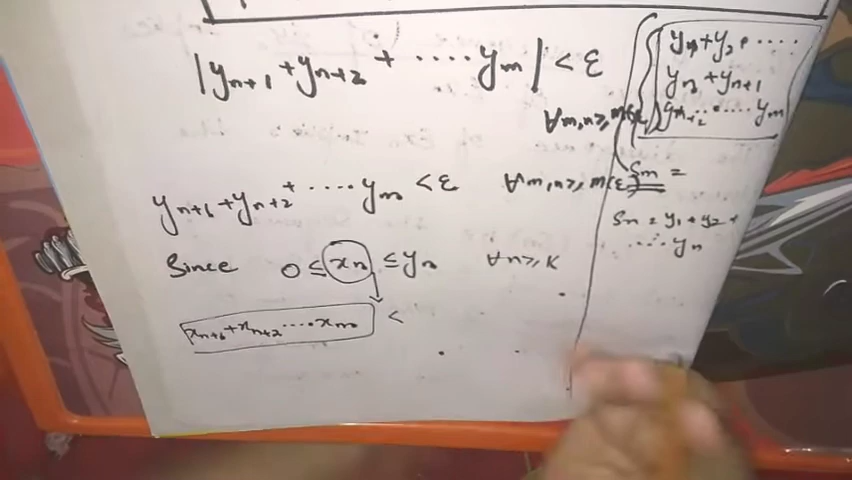 |yn+1 + yn+2 + .... ym| < ε
∀m,n ≥ M(ε)
yn+1 + yn+2 + .... ym < ε ∀m,n ≥ M(ε)
Since 0 ≤ xn ≤ yn ∀n ≥ K
xn+1 + xn+2 .... xm <
y1 + y2 + ....
yn + yn+1
yn+2 .... ym
Sm =
Sn = y1 + y2 +
.... yn